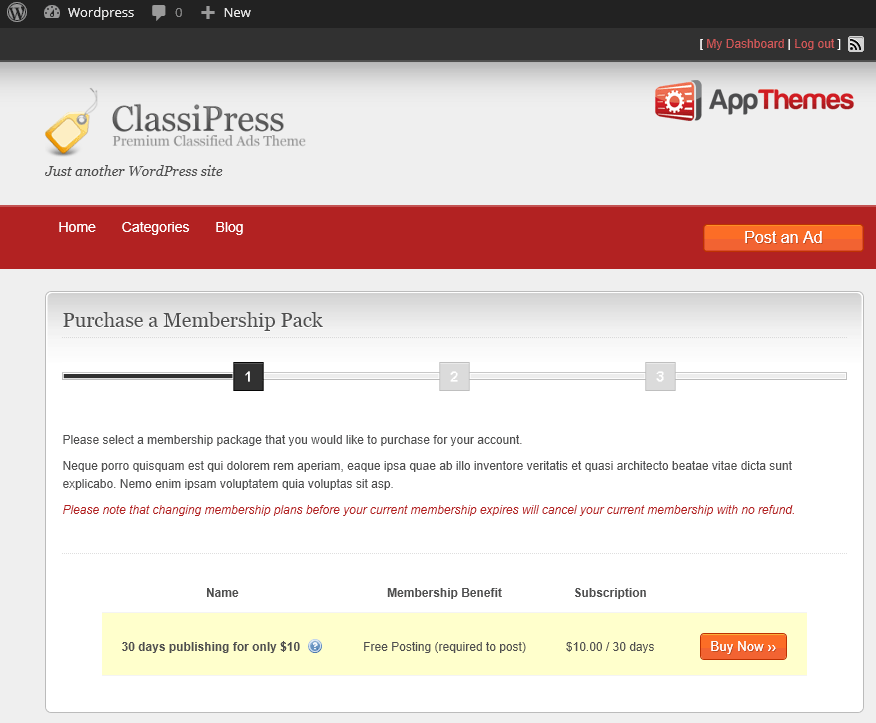 Wordpress 0 New
[ My Dashboard | Log out ]
ClassiPress
Premium Classified Ads Theme
AppThemes
Just another WordPress site
Home Categories Blog
Post an Ad
Purchase a Membership Pack
1 2 3
Please select a membership package that you would like to purchase for your account.
Neque porro quisquam est qui dolorem rem aperiam, eaque ipsa quae ab illo inventore veritatis et quasi architecto beatae vitae dicta sunt
explicabo. Nemo enim ipsam voluptatem quia voluptas sit asp.
Please note that changing membership plans before your current membership expires will cancel your current membership with no refund.
Name Membership Benefit Subscription
30 days publishing for only $10 ? Free Posting (required to post) $10.00 / 30 days Buy Now ››